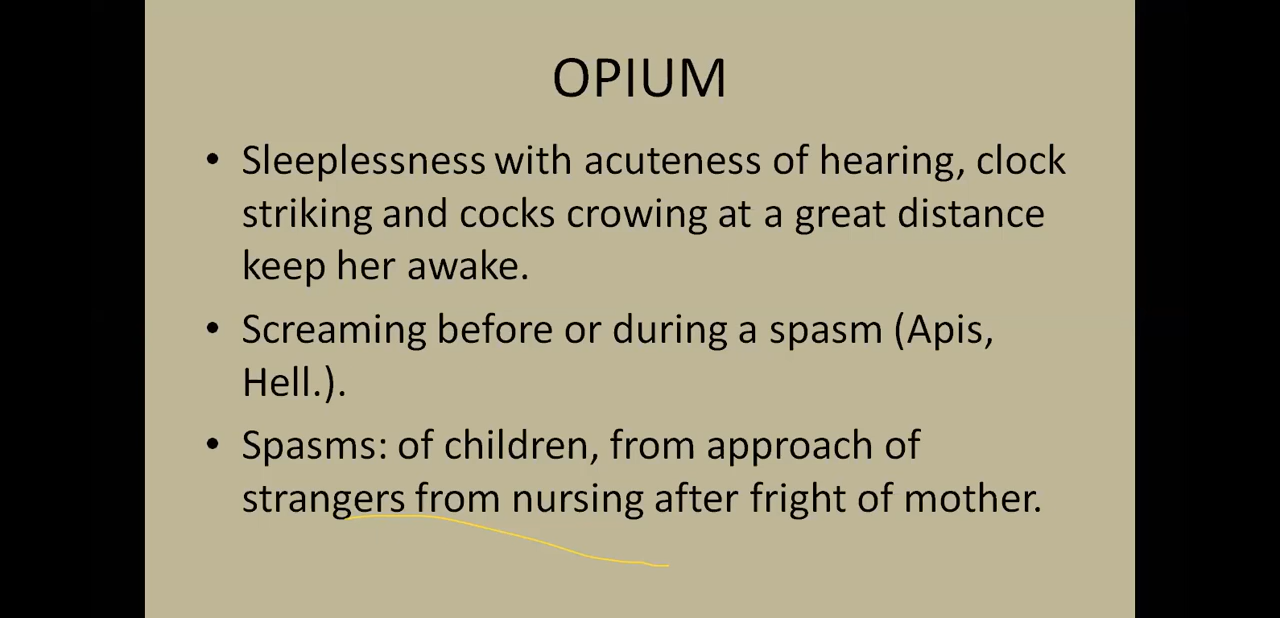 OPIUM
• Sleeplessness with acuteness of hearing, clock
striking and cocks crowing at a great distance
keep her awake.
• Screaming before or during a spasm (Apis,
Hell.).
• Spasms: of children, from approach of
strangers from nursing after fright of mother.